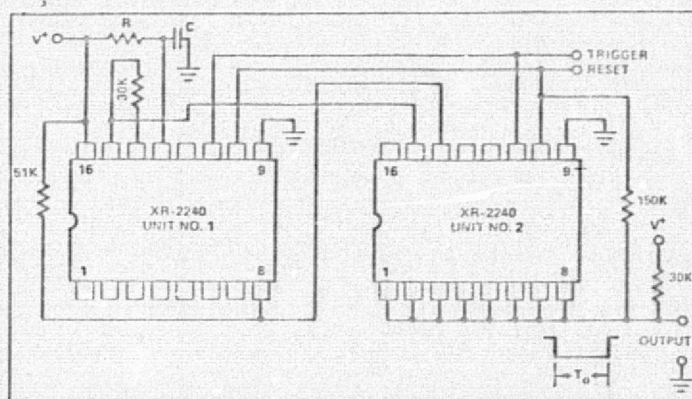 R
C
V+
TRIGGER
RESET
30K
51K
16
9
16
9
XR-2240
UNIT NO. 1
XR-2240
UNIT NO. 2
150K
V+
30K
1
8
1
8
OUTPUT
To